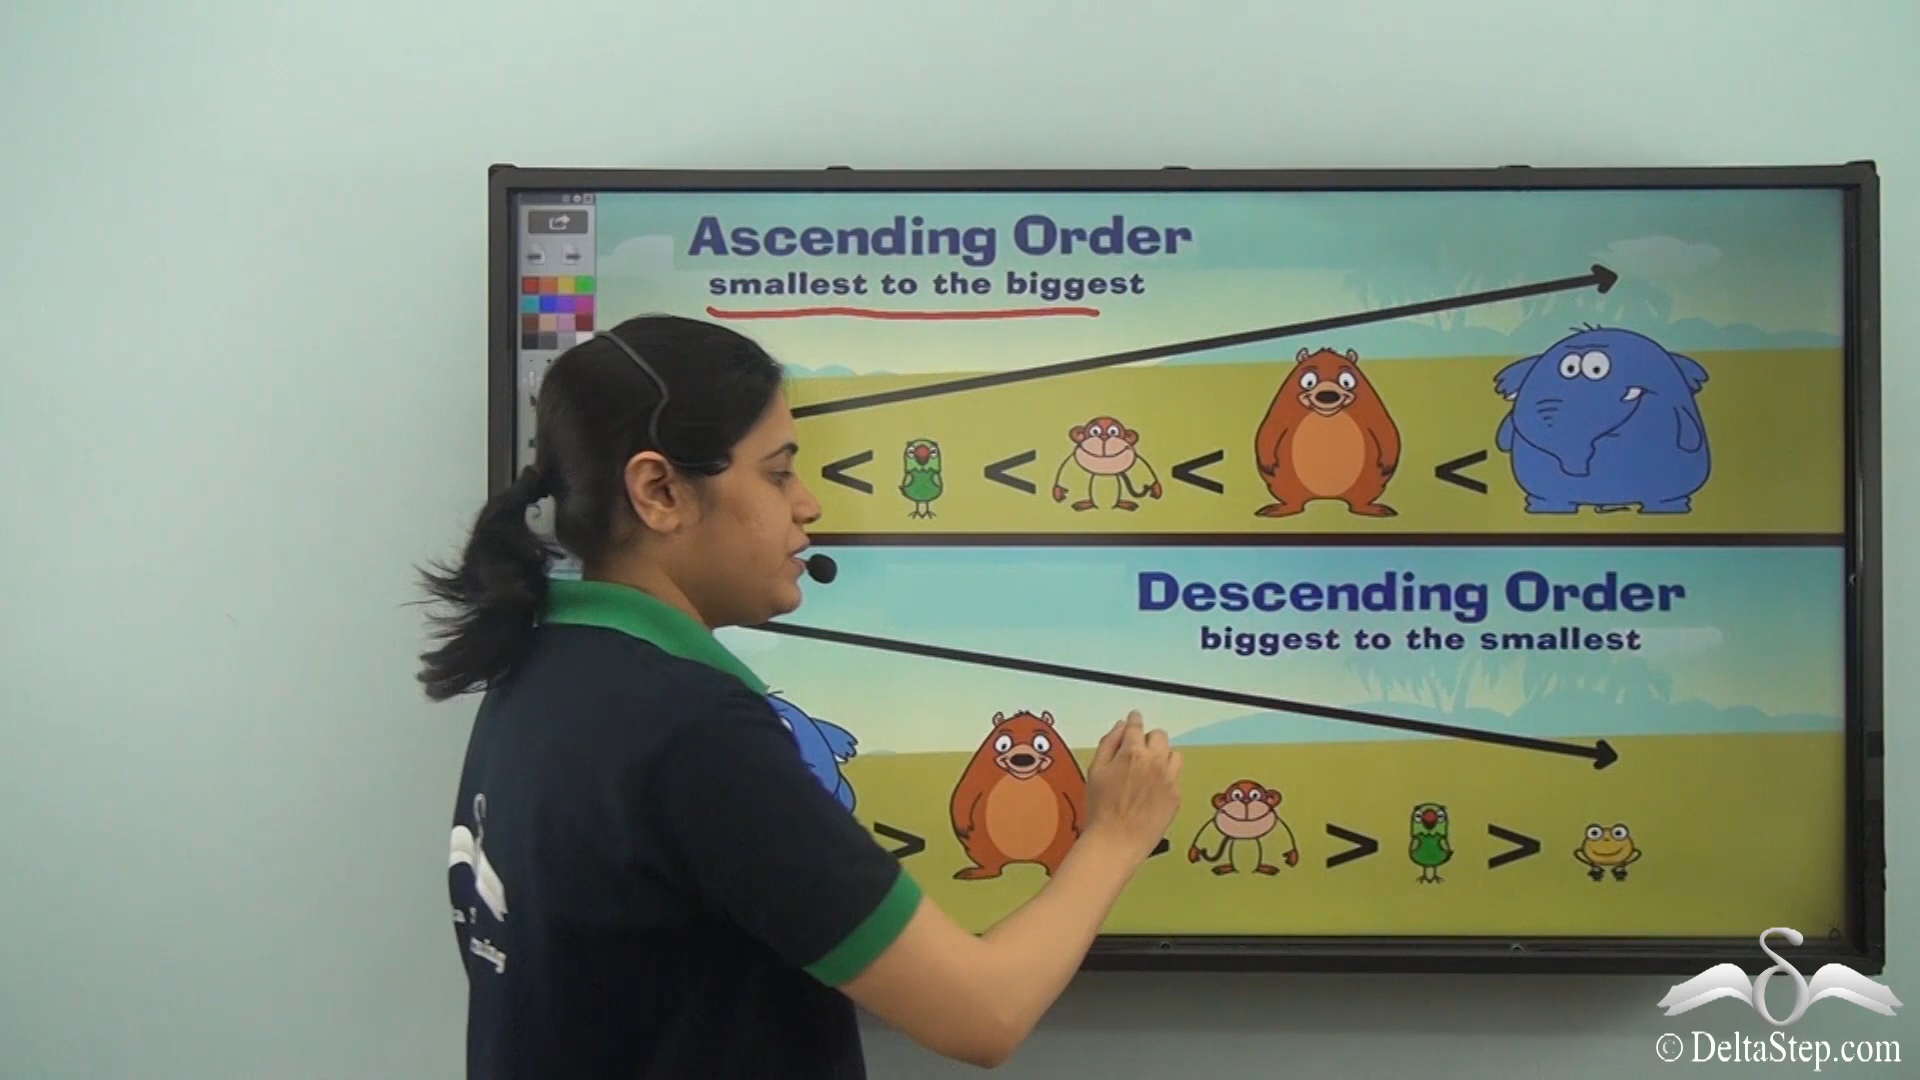 Ascending Order
smallest to the biggest
< < < <
Descending Order
biggest to the smallest
> > > >
© DeltaStep.com